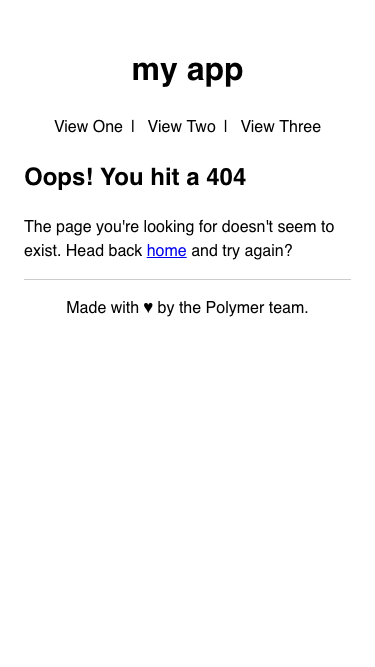 my app
View One | View Two | View Three
Oops! You hit a 404
The page you're looking for doesn't seem to
exist. Head back home and try again?
Made with ♥ by the Polymer team.